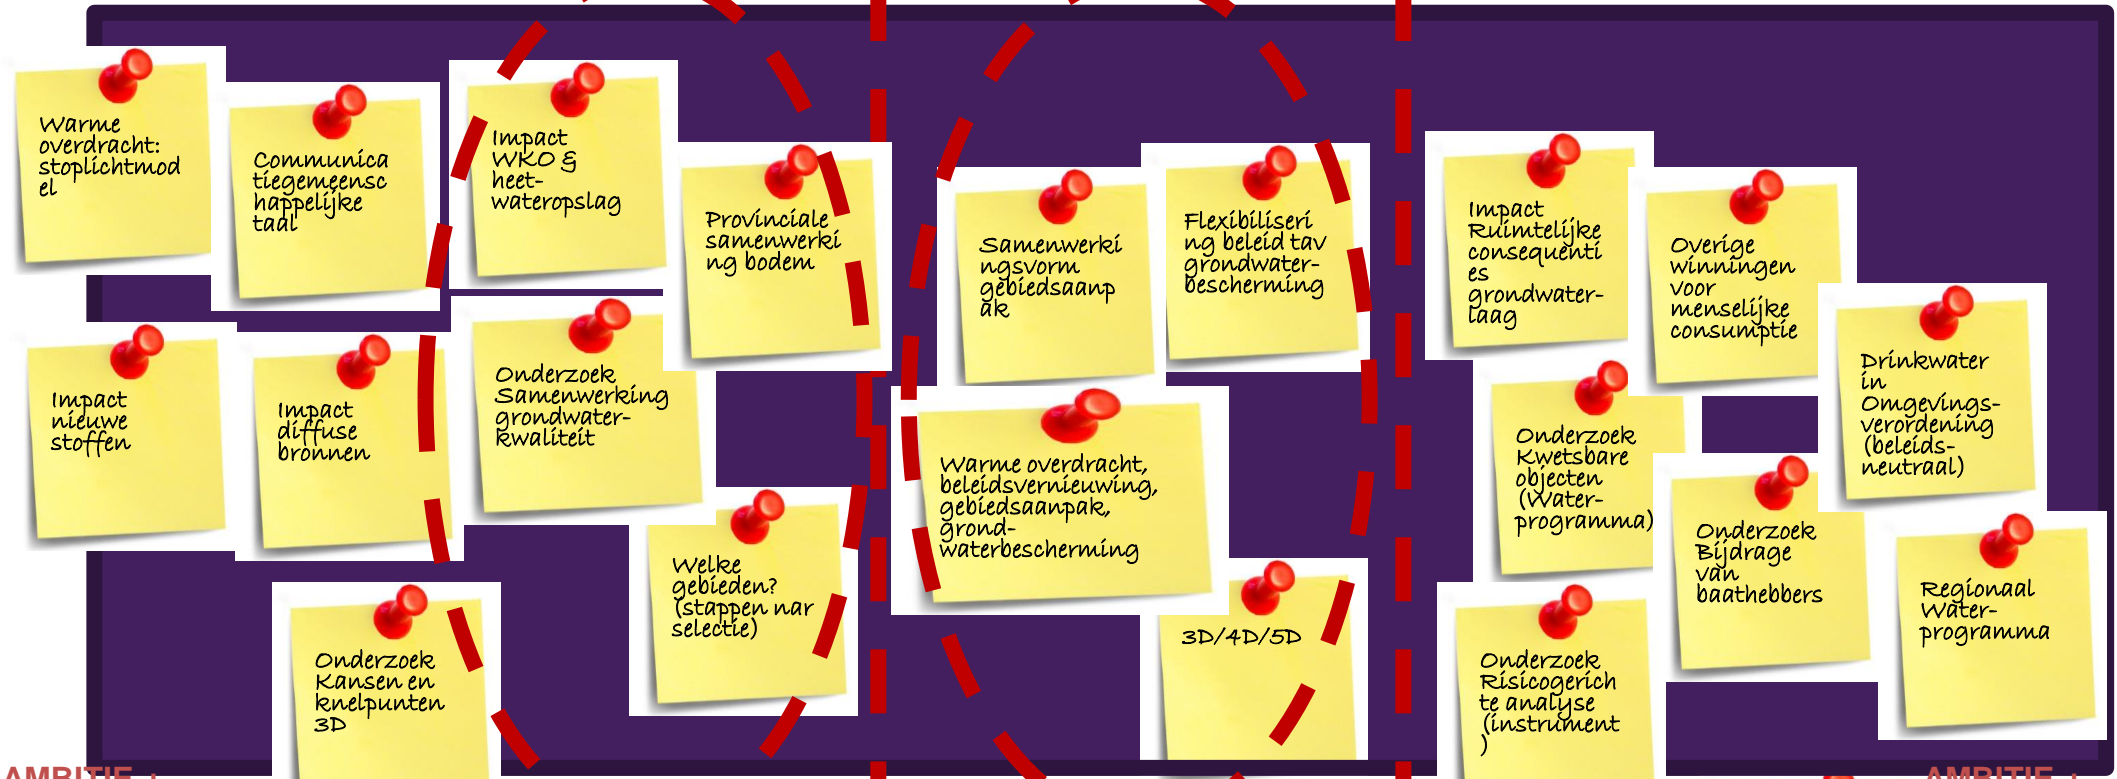 Warme
overdracht:
stoplichtmod
el
Communica
tiegemeensc
happelijke
taal
Impact
WKO &
heet-
wateropslag
Provinciale
samenwerki
ng bodem
Impact
nieuwe
stoffen
Impact
diffuse
bronnen
Onderzoek
Samenwerking
grondwater-
kwaliteit
Welke
gebieden?
(stappen nar
selectie)
Onderzoek
Kansen en
knelpunten
3D
Samenwerki
ngsvorm
gebiedsaanp
ak
Flexibiliseri
ng beleid tav
grondwater-
bescherming
Warme overdracht,
beleidsvernieuwing,
gebiedsaanpak,
grond-
waterbescherming
3D/4D/5D
Impact
Ruimtelijke
consequenti
es
grondwater-
laag
Overige
winningen
voor
menselijke
consumptie
Drinkwater
in
Omgevings-
verordening
(beleids-
neutraal)
Onderzoek
Kwetsbare
objecten
(Water-
programma)
Onderzoek
Bijdrage
van
baathebbers
Regionaal
Water-
programma
Onderzoek
Risicogerich
te analyse
(instrument
)
AMBITIE +
AMBITIE +